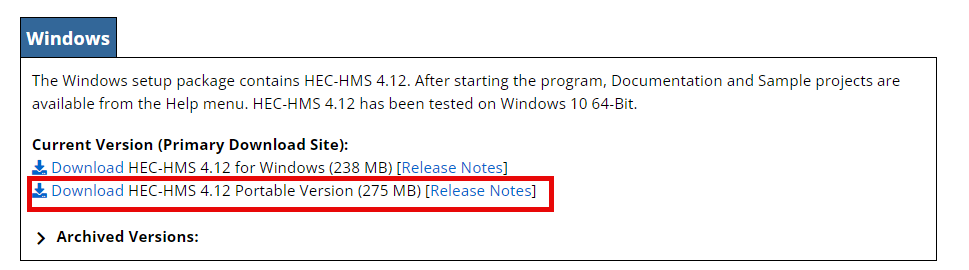 Windows
The Windows setup package contains HEC-HMS 4.12. After starting the program, Documentation and Sample projects are
available from the Help menu. HEC-HMS 4.12 has been tested on Windows 10 64-Bit.
Current Version (Primary Download Site):
Download HEC-HMS 4.12 for Windows (238 MB) [Release Notes]
Download HEC-HMS 4.12 Portable Version (275 MB) [Release Notes]
Archived Versions: